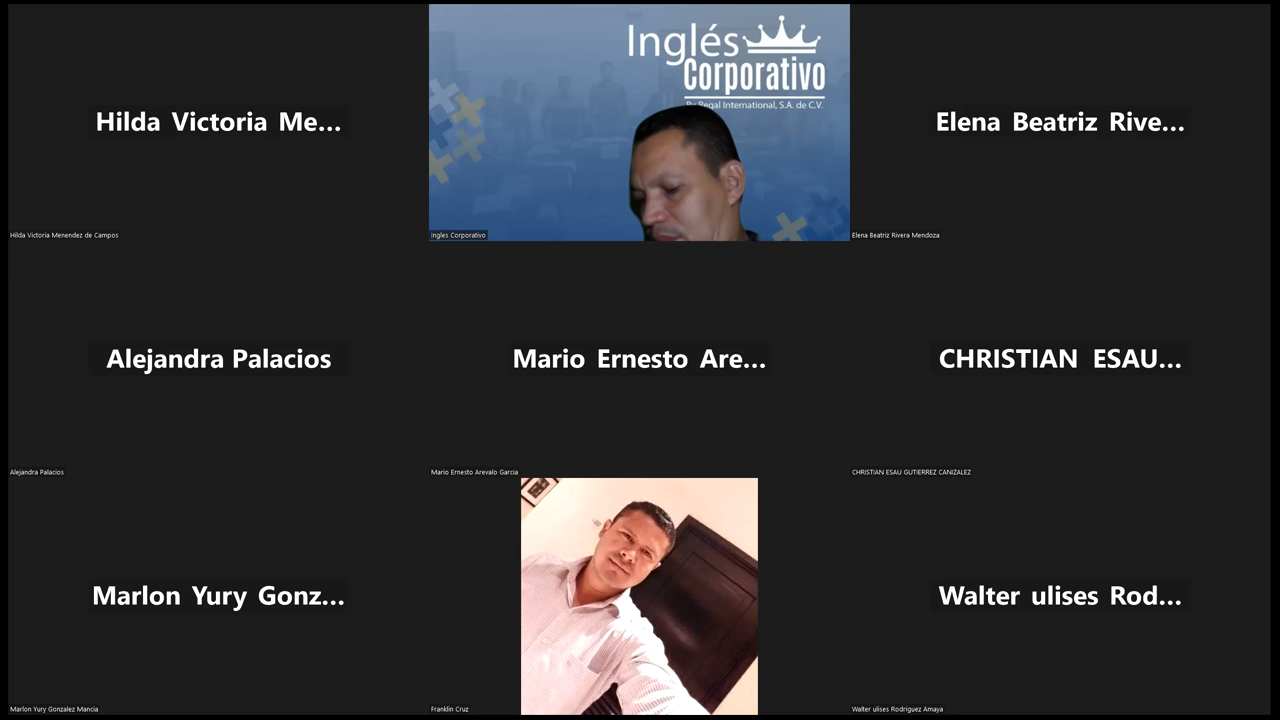 Hilda Victoria Me...
Hilda Victoria Menendez de Campos
Inglés
Corporativo
By Regal International, S.A. de C.V.
Ingles Corporativo
Elena Beatriz Rive...
Elena Beatriz Rivera Mendoza
Alejandra Palacios
Alejandra Palacios
Mario Ernesto Are...
Mario Ernesto Arevalo Garcia
CHRISTIAN ESAU...
CHRISTIAN ESAU GUTIERREZ CANIZALEZ
Marlon Yury Gonz...
Marlon Yury Gonzalez Mancia
Franklin Cruz
Walter ulises Rod...
Walter ulises Rodriguez Amaya